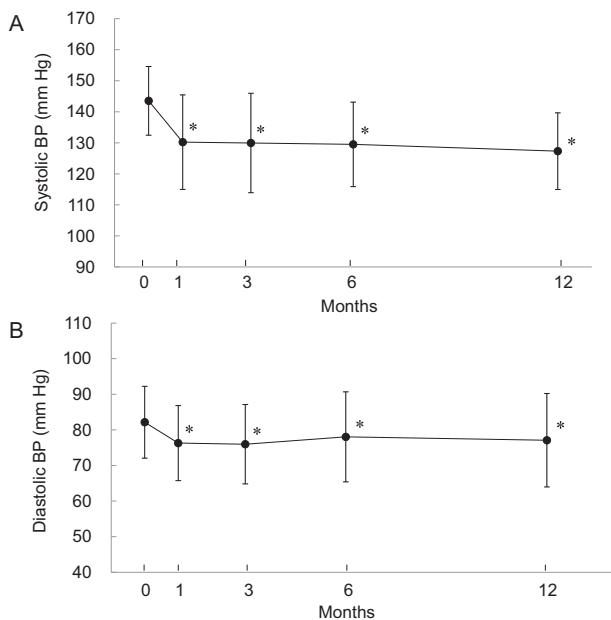 A
Systolic BP (mm Hg)
170
160
150
140
130
120
110
100
90
* * * *
0 1 3 6 12
Months
B
Diastolic BP (mm Hg)
110
100
90
80
70
60
50
40
* * * *
0 1 3 6 12
Months